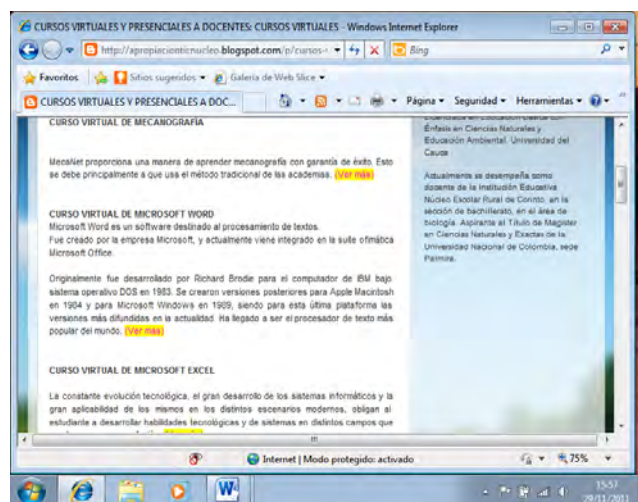 CURSOS VIRTUALES Y PRESENCIALES A DOCENTES: CURSOS VIRTUALES - Windows Internet Explorer
http://apropiacionticnucleo.blogspot.com/p/cursos-
Bing
Favoritos
Sitios sugeridos
Galería de Web Slice
CURSOS VIRTUALES Y PRESENCIALES A DOC...
Página
Seguridad
Herramientas
CURSO VIRTUAL DE MECANOGRAFÍA
MecaNet proporciona una manera de aprender mecanografía con garantía de éxito. Esto
se debe principalmente a que usa el método tradicional de las academias. (Ver más)
CURSO VIRTUAL DE MICROSOFT WORD
Microsoft Word es un software destinado al procesamiento de textos.
Fue creado por la empresa Microsoft, y actualmente viene integrado en la suite ofimática
Microsoft Office.
Originalmente fue desarrollado por Richard Brodie para el computador de IBM bajo
sistema operativo DOS en 1983. Se crearon versiones posteriores para Apple Macintosh
en 1984 y para Microsoft Windows en 1989, siendo para esta última plataforma las
versiones más difundidas en la actualidad. Ha llegado a ser el procesador de texto más
popular del mundo. (Ver más)
CURSO VIRTUAL DE MICROSOFT EXCEL
La constante evolución tecnológica, el gran desarrollo de los sistemas informáticos y la
gran aplicabilidad de los mismos en los distintos escenarios modernos, obligan al
estudiante a desarrollar habilidades tecnológicas y de sistemas en distintos campos que
Énfasis en Ciencias Naturales y
Educación Ambiental. Universidad del
Cauca
Actualmente se desempeña como
docente de la Institución Educativa
Núcleo Escolar Rural de Corinto, en la
sección de bachillerato, en el área de
biología. Aspirante al Título de Magister
en Ciencias Naturales y Exactas de la
Universidad Nacional de Colombia, sede
Palmira.
Internet | Modo protegido: activado
75%
15:57